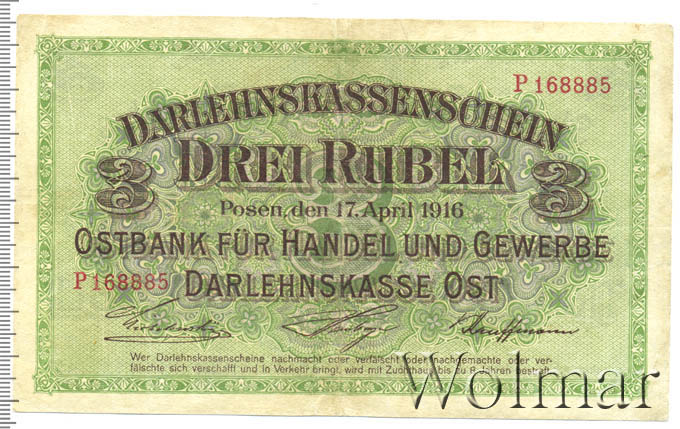 P 168885
DARLEHNSKASSENSCHEIN
3 DREI RUBEL 3
Posen, den 17. April 1916
3
OSTBANK FÜR HANDEL UND GEWERBE
P 168885 DARLEHNSKASSE OST
Kauffmann
Wer Darlehnskassenscheine nachmacht oder verfälscht oder nachgemachte oder ver-
fälschte sich verschafft und in Verkehr bringt, wird mit Zuchthaus bis zu 8 Jahren bestraft.
Wolmar